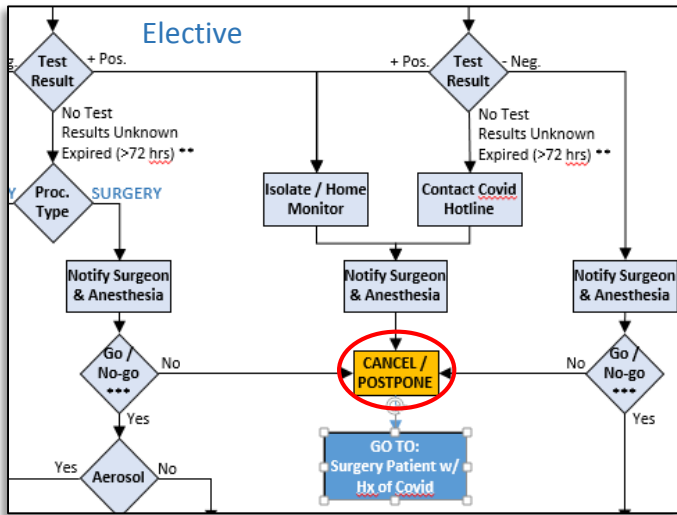 Elective
g.
Test
Result
+ Pos.
+ Pos.
Test
Result
- Neg.
No Test
Results Unknown
Expired (>72 hrs) **
No Test
Results Unknown
Expired (>72 hrs) **
Y
Proc.
Type
SURGERY
Isolate / Home
Monitor
Contact Covid
Hotline
Notify Surgeon
& Anesthesia
Notify Surgeon
& Anesthesia
Notify Surgeon
& Anesthesia
Go /
No-go
***
No
CANCEL /
POSTPONE
No
Go /
No-go
***
Yes
Yes
GO TO:
Surgery Patient w/
Hx of Covid
Yes
Aerosol
No